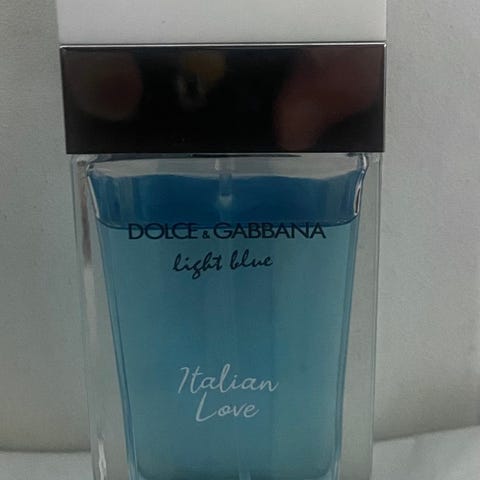 DOLCE & GABBANA
light blue
Italian
Love